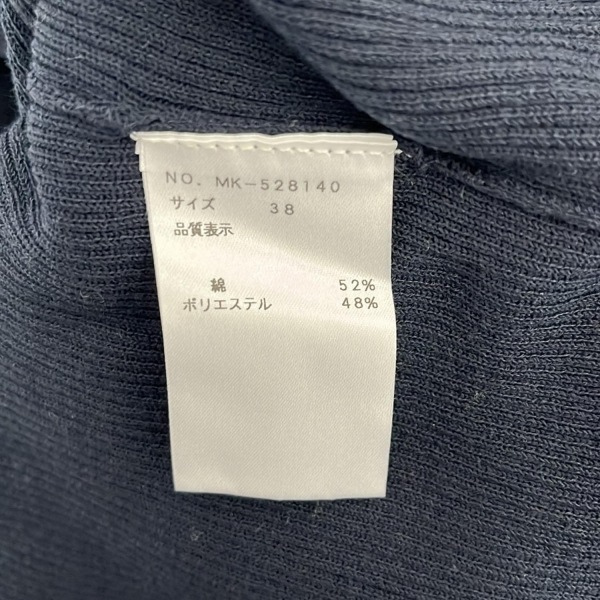 NO. MK-528140
サイズ 38
品質表示
綿 52%
ポリエステル 48%